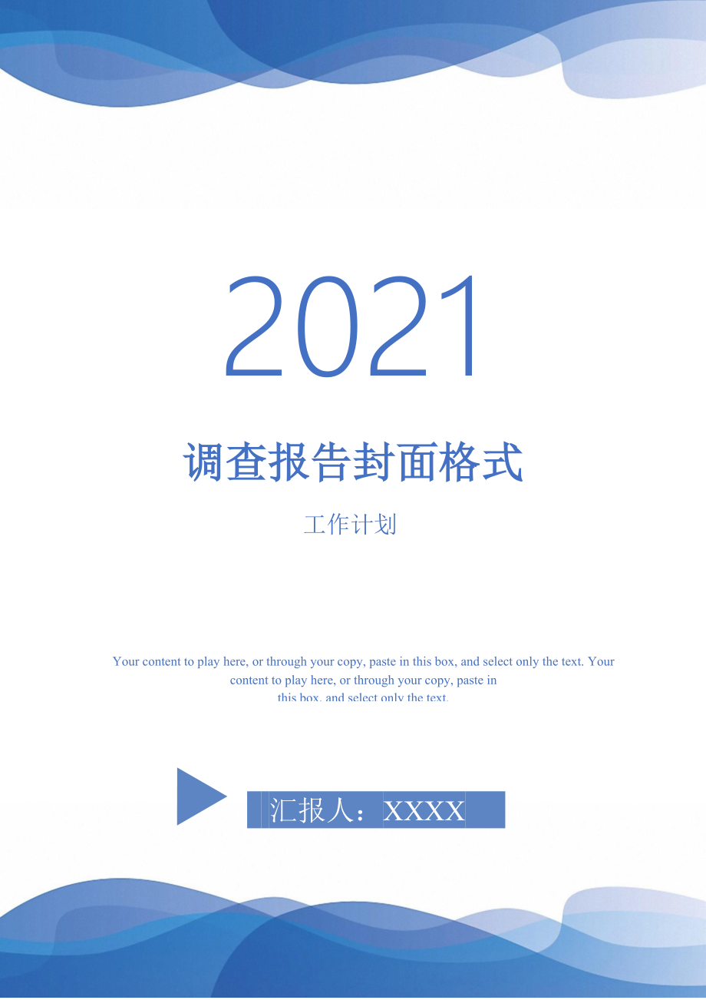 2021
调查报告封面格式
工作计划
Your content to play here, or through your copy, paste in this box, and select only the text. Your
content to play here, or through your copy, paste in
this box, and select only the text.
汇报人：XXXX